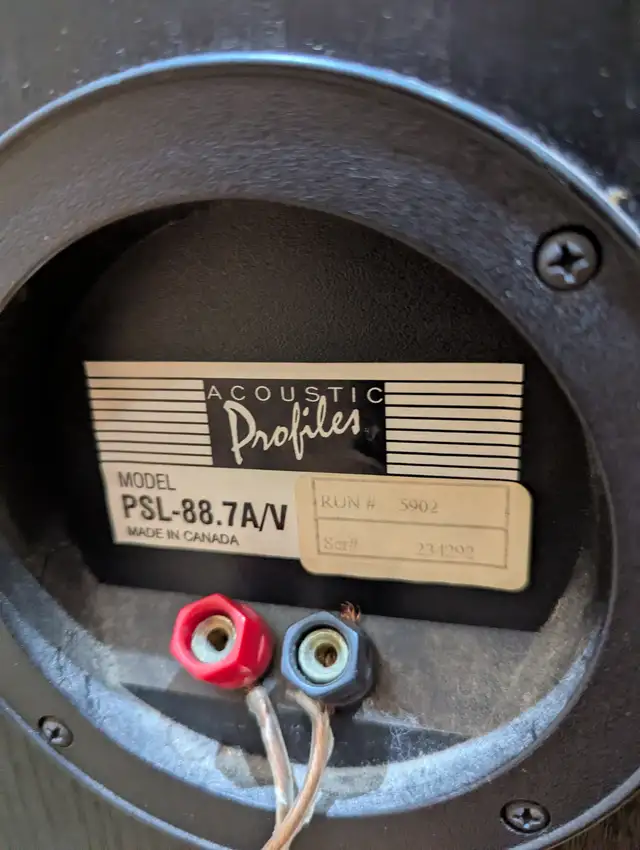 ACOUSTIC
Profiles
MODEL
PSL-88.7A/V
MADE IN CANADA
RUN # 5902
Ser# 234292